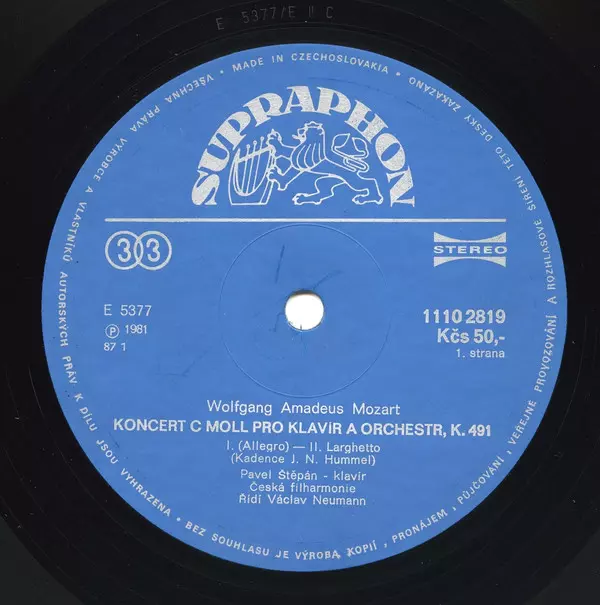 E 5377/E II C
VŠECHNA PRÁVA VÝROBCE A VLASTNÍKŮ AUTORSKÝCH PRÁV K DÍLU JSOU VYHRAZENA • BEZ SOUHLASU JE VÝROBA KOPIÍ, PRONÁJEM, PŮJČOVÁNÍ, VEŘEJNÉ PROVOZOVÁNÍ A ROZHLASOVÉ ŠÍŘENÍ TÉTO DESKY ZAKÁZÁNO • MADE IN CZECHOSLOVAKIA •
SUPRAPHON
33
STEREO
E 5377
Ⓟ 1981
87 1
1110 2819
Kčs 50,-
1. strana
Wolfgang Amadeus Mozart
KONCERT C MOLL PRO KLAVÍR A ORCHESTR, K. 491
I. (Allegro) — II. Larghetto
(Kadence J. N. Hummel)
Pavel Štěpán - klavír
Česká filharmonie
Řídí Václav Neumann